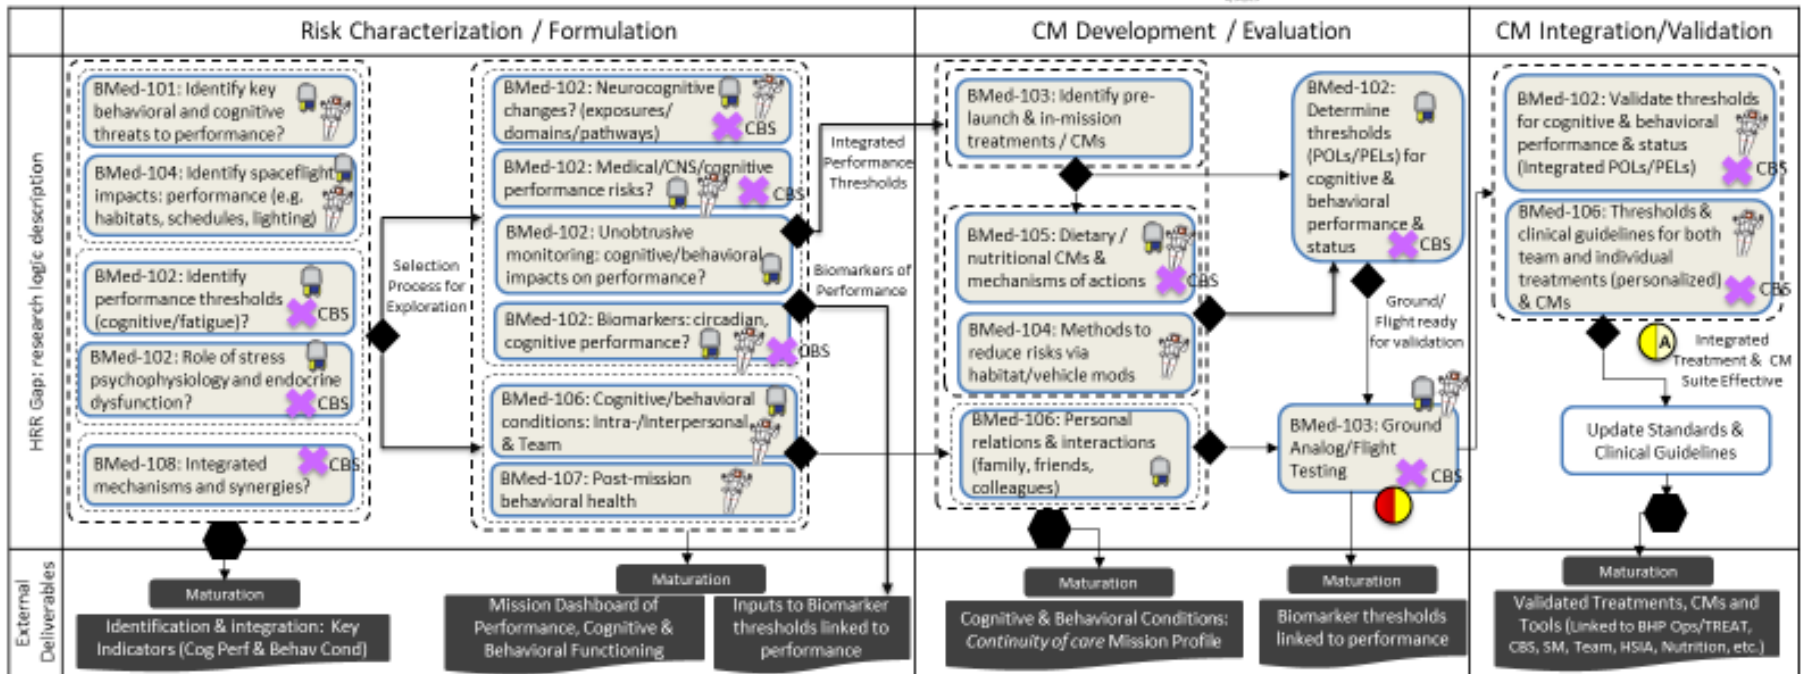 Risk Characterization / Formulation
CM Development / Evaluation
CM Integration/Validation
HRR Gap: research logic description
BMed-101: Identify key
behavioral and cognitive
threats to performance?
BMed-104: Identify spaceflight
impacts: performance (e.g.
habitats, schedules, lighting)
BMed-102: Identify
performance thresholds
(cognitive/fatigue)?
CBS
BMed-102: Role of stress
psychophysiology and endocrine
dysfunction?
CBS
BMed-108: Integrated
mechanisms and synergies?
CBS
Selection
Process for
Exploration
BMed-102: Neurocognitive
changes? (exposures/
domains/pathways)
CBS
BMed-102: Medical/CNS/cognitive
performance risks?
CBS
BMed-102: Unobtrusive
monitoring: cognitive/behavioral
impacts on performance?
BMed-102: Biomarkers: circadian,
cognitive performance?
CBS
BMed-106: Cognitive/behavioral
conditions: Intra-/Interpersonal
& Team
BMed-107: Post-mission
behavioral health
Integrated
Performance
Thresholds
Biomarkers of
Performance
BMed-103: Identify pre-
launch & in-mission
treatments / CMs
BMed-105: Dietary /
nutritional CMs &
mechanisms of actions
CBS
BMed-104: Methods to
reduce risks via
habitat/vehicle mods
BMed-106: Personal
relations & interactions
(family, friends,
colleagues)
BMed-102:
Determine
thresholds
(POLs/PELs) for
cognitive &
behavioral
performance &
status
CBS
Ground/
Flight ready
for validation
BMed-103: Ground
Analog/Flight
Testing
CBS
BMed-102: Validate thresholds
for cognitive & behavioral
performance & status
(Integrated POLs/PELs)
CBS
BMed-106: Thresholds &
clinical guidelines for both
team and individual
treatments (personalized)
& CMs
CBS
A
Integrated
Treatment & CM
Suite Effective
Update Standards &
Clinical Guidelines
External
Deliverables
Maturation
Identification & integration: Key
Indicators (Cog Perf & Behav Cond)
Maturation
Mission Dashboard of
Performance, Cognitive &
Behavioral Functioning
Inputs to Biomarker
thresholds linked to
performance
Maturation
Cognitive & Behavioral Conditions:
Continuity of care Mission Profile
Maturation
Biomarker thresholds
linked to performance
Maturation
Validated Treatments, CMs and
Tools (Linked to BHP Ops/TREAT,
CBS, SM, Team, HSIA, Nutrition, etc.)